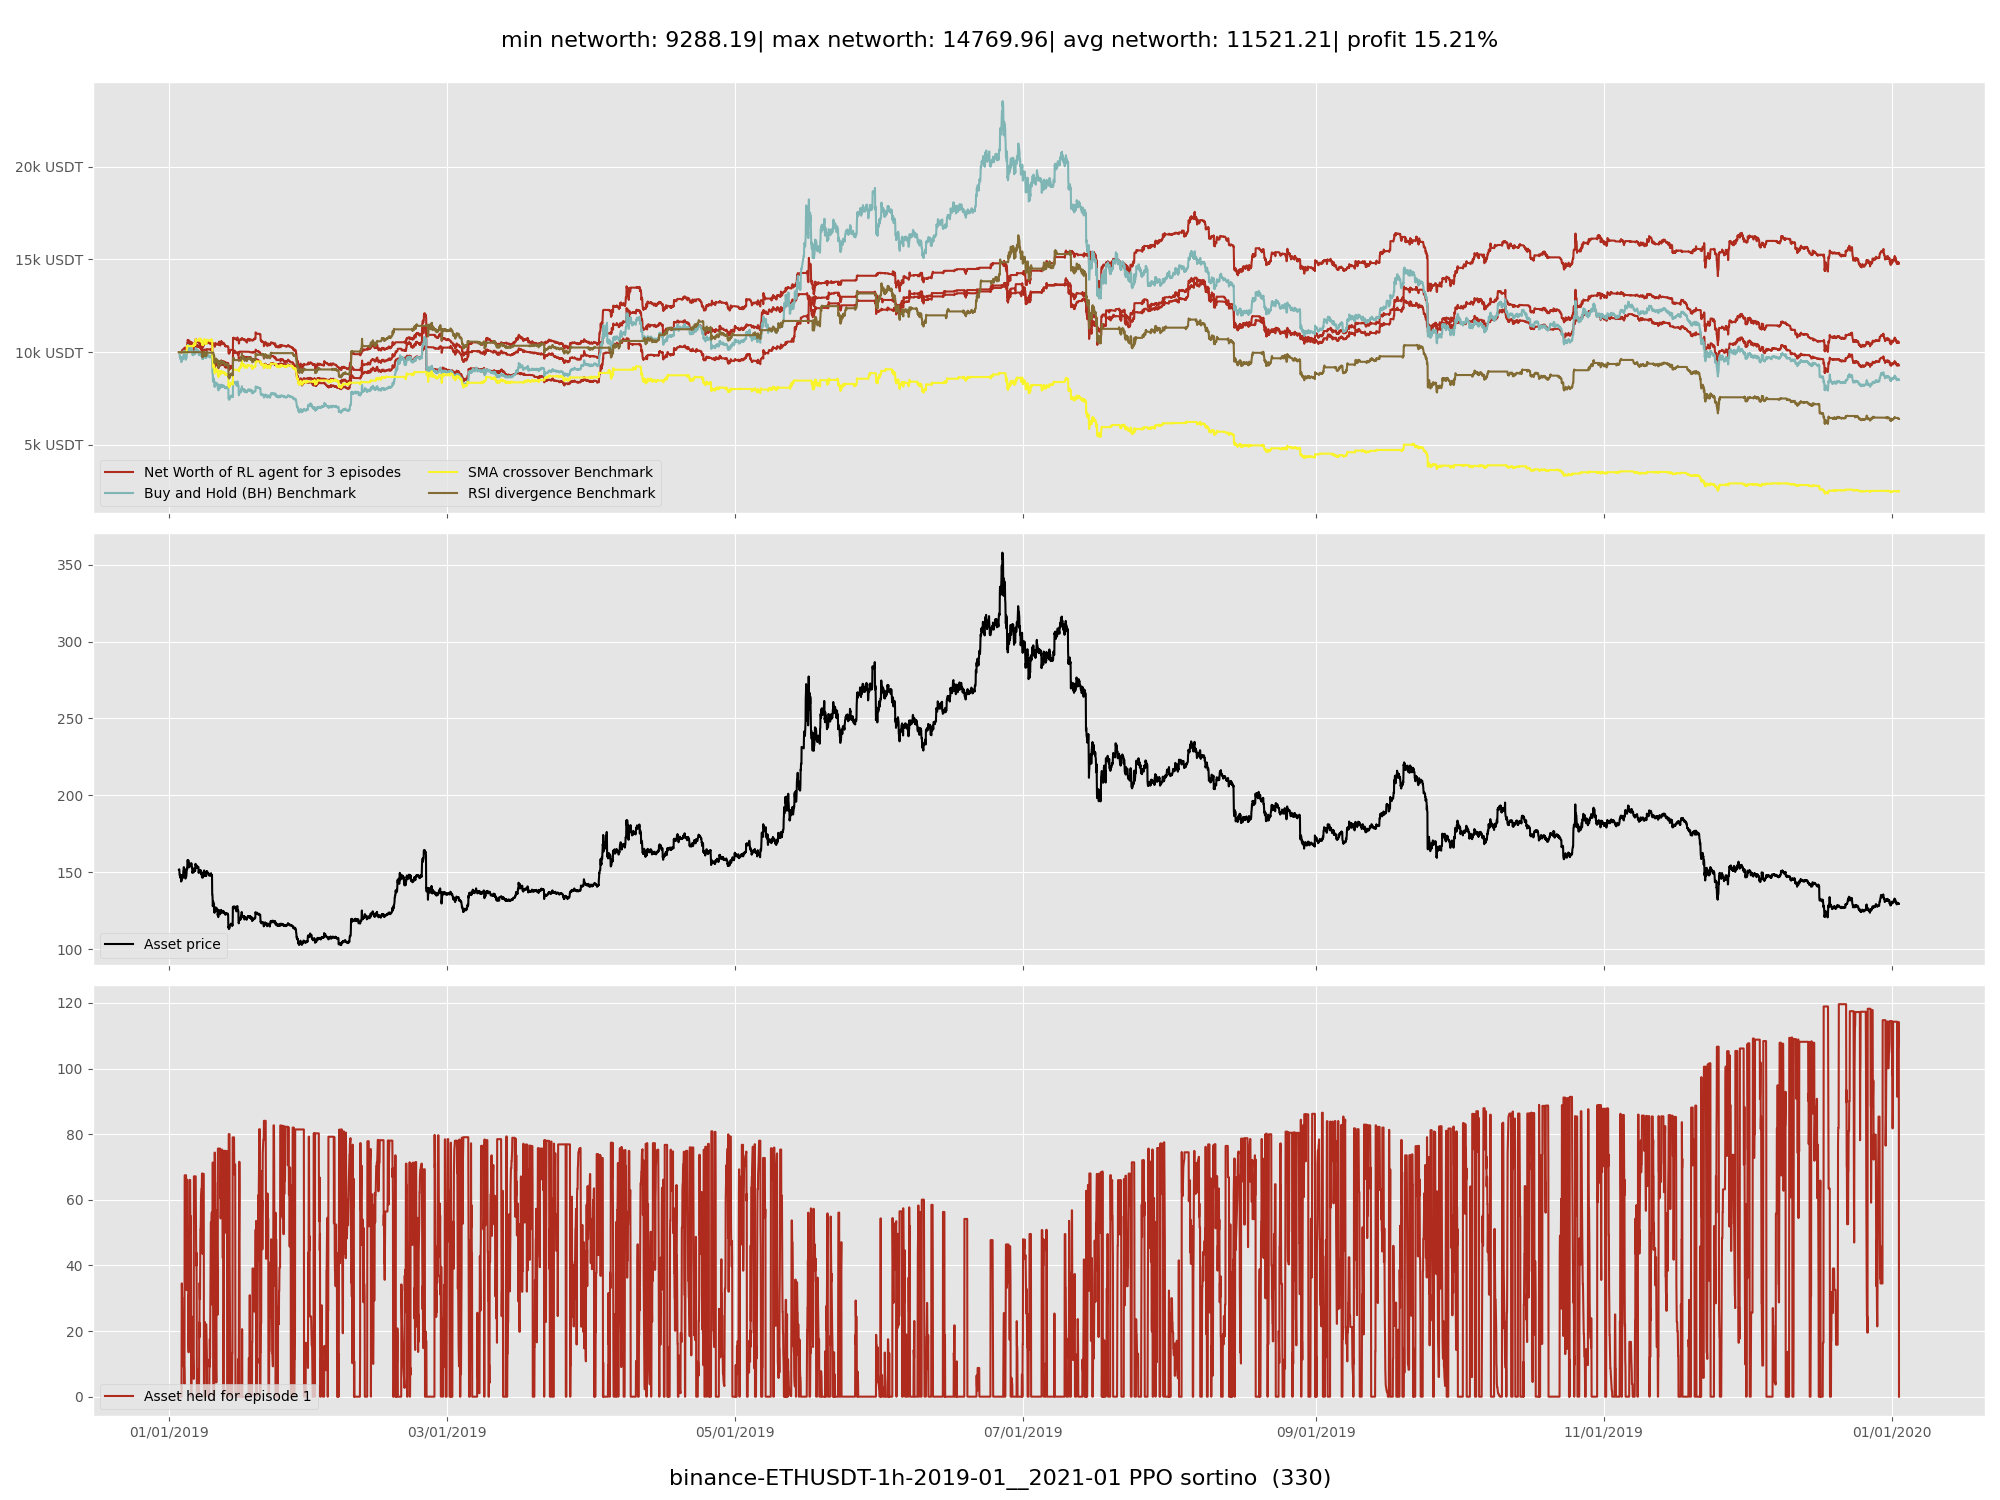 min networth: 9288.19| max networth: 14769.96| avg networth: 11521.21| profit 15.21%
20k USDT
15k USDT
10k USDT
5k USDT
Net Worth of RL agent for 3 episodes
Buy and Hold (BH) Benchmark
SMA crossover Benchmark
RSI divergence Benchmark
350
300
250
200
150
100
Asset price
120
100
80
60
40
20
0
Asset held for episode 1
01/01/2019 03/01/2019 05/01/2019 07/01/2019 09/01/2019 11/01/2019 01/01/2020
binance-ETHUSDT-1h-2019-01__2021-01 PPO sortino  (330)